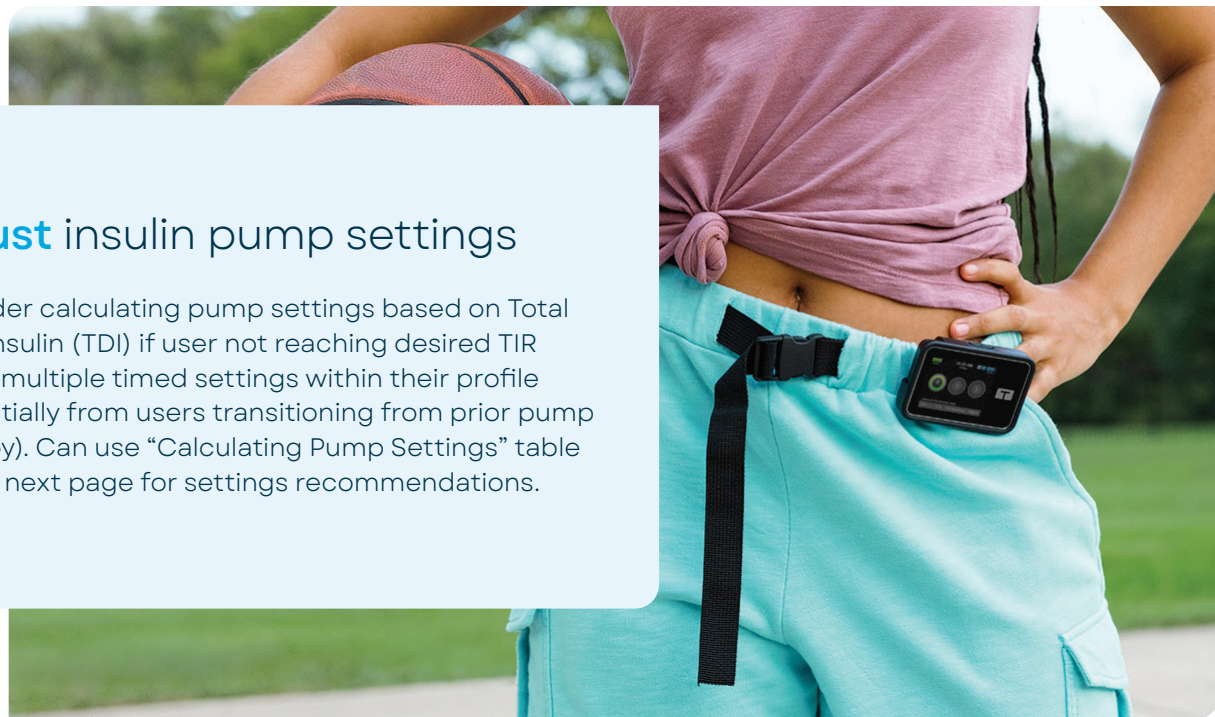 ust insulin pump settings
der calculating pump settings based on Total
nsulin (TDI) if user not reaching desired TIR
multiple timed settings within their profile
tially from users transitioning from prior pump
y). Can use “Calculating Pump Settings” table
next page for settings recommendations.